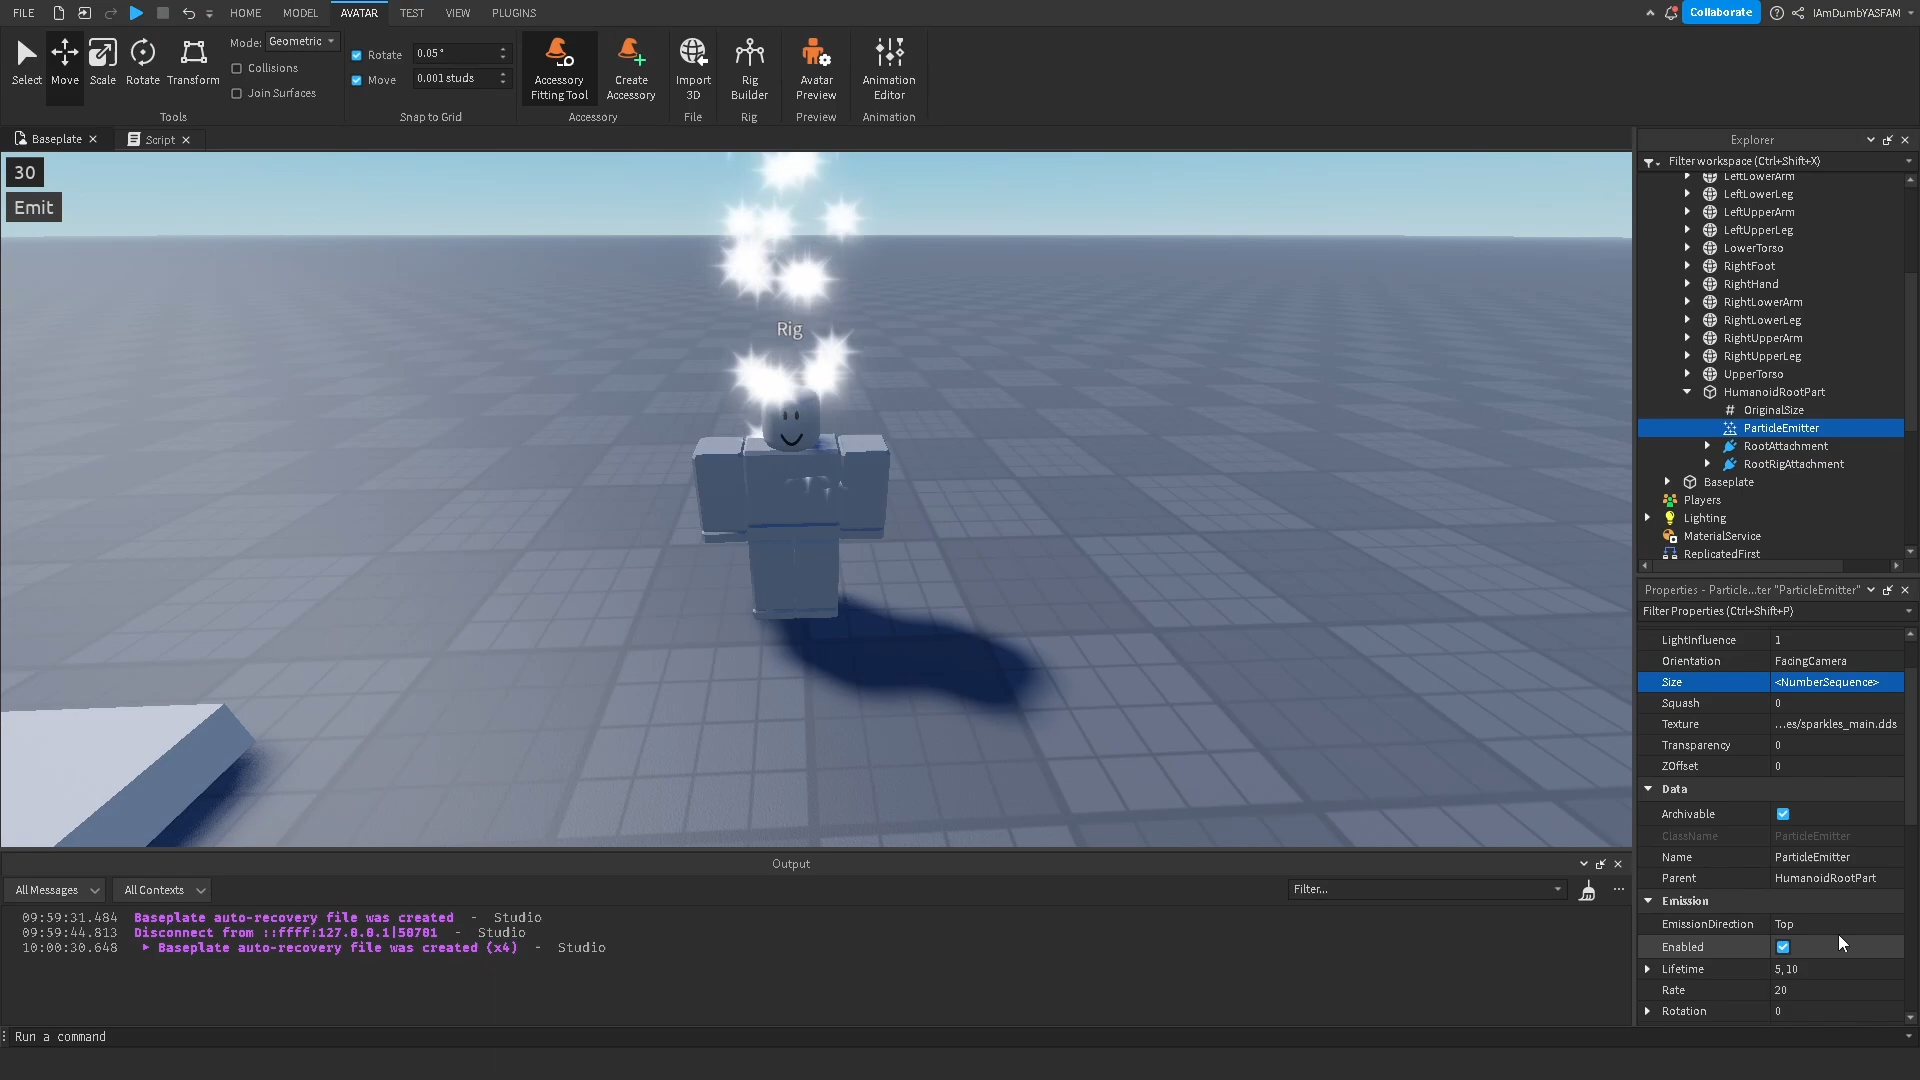 FILE HOME MODEL AVATAR TEST VIEW PLUGINS Collaborate IAmDumbYASFAM
Select Move Scale Rotate Transform
Mode: Geometric
Collisions
Join Surfaces
Tools
Rotate 0.05 °
Move 0.001 studs
Snap to Grid
Accessory Fitting Tool
Create Accessory
Accessory
Import 3D
File
Rig Builder
Rig
Avatar Preview
Preview
Animation Editor
Animation
Baseplate
Script
30
Emit
Rig
Explorer
Filter workspace (Ctrl+Shift+X)
LeftLowerArm
LeftLowerLeg
LeftUpperArm
LeftUpperLeg
LowerTorso
RightFoot
RightHand
RightLowerArm
RightLowerLeg
RightUpperArm
RightUpperLeg
UpperTorso
HumanoidRootPart
OriginalSize
ParticleEmitter
RootAttachment
RootRigAttachment
Baseplate
Players
Lighting
MaterialService
ReplicatedFirst
Properties - Particle...ter "ParticleEmitter"
Filter Properties (Ctrl+Shift+P)
LightInfluence 1
Orientation FacingCamera
Size <NumberSequence>
Squash 0
Texture ...es/sparkles_main.dds
Transparency 0
ZOffset 0
Data
Archivable
ClassName ParticleEmitter
Name ParticleEmitter
Parent HumanoidRootPart
Emission
EmissionDirection Top
Enabled
Lifetime 5, 10
Rate 20
Rotation 0
Output
All Messages All Contexts Filter...
09:59:31.484 Baseplate auto-recovery file was created - Studio
09:59:44.813 Disconnect from ::ffff:127.0.0.1|50701 - Studio
10:00:30.648 Baseplate auto-recovery file was created (x4) - Studio
Run a command